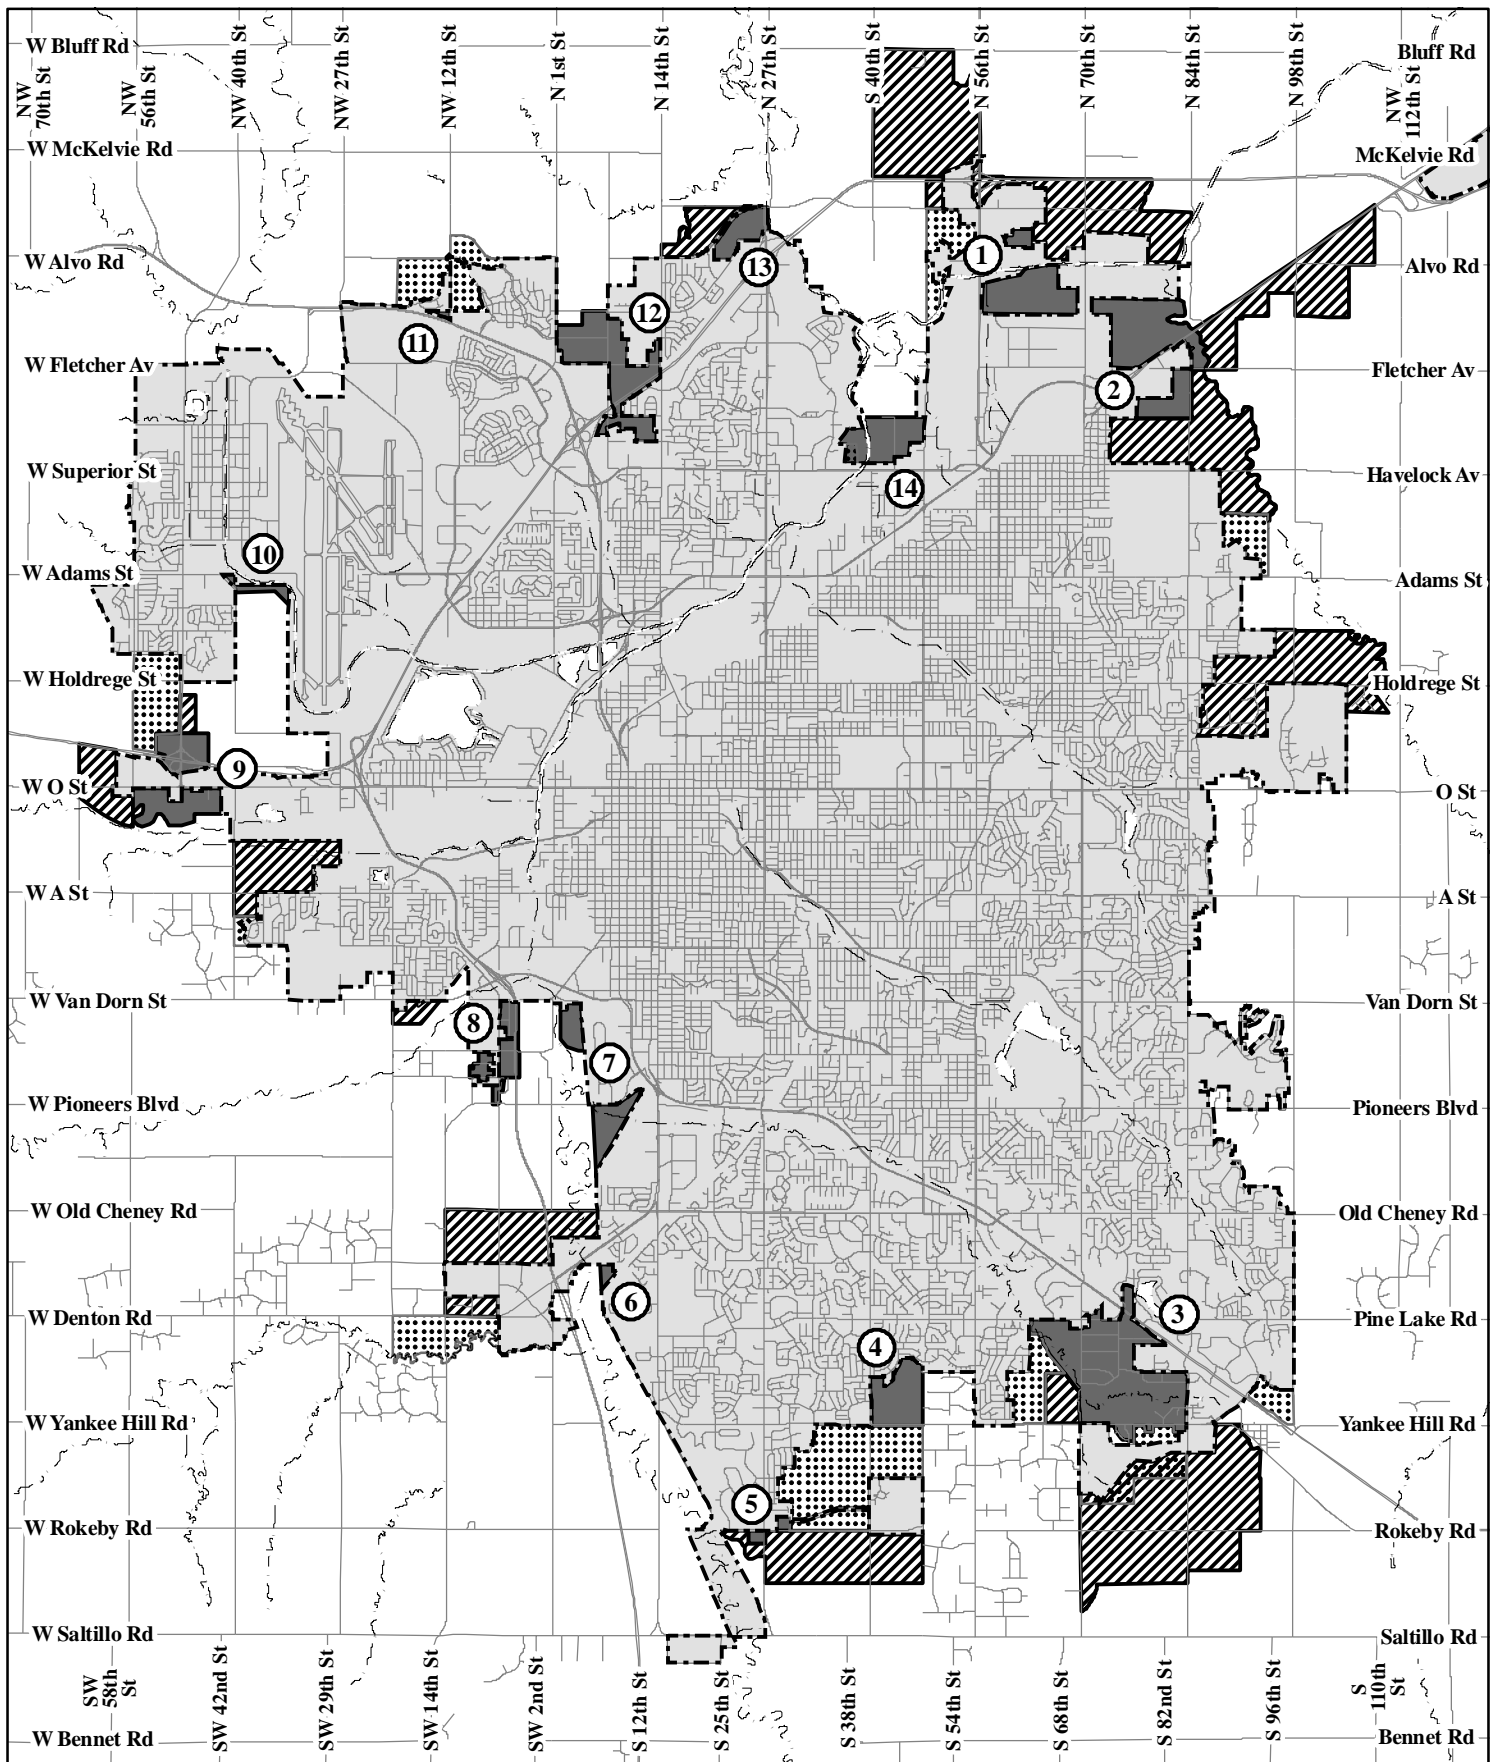 W Bluff Rd
NW
70th St
NW
56th St
NW 40th St
NW 27th St
NW 12th St
N 1st St
N 14th St
N 27th St
S 40th St
N 56th St
N 70th St
N 84th St
N 98th St
NW
112th St
Bluff Rd
W McKelvie Rd
McKelvie Rd
W Alvo Rd
1
13
Alvo Rd
12
11
W Fletcher Av
Fletcher Av
2
W Superior St
Havelock Av
14
10
W Adams St
Adams St
W Holdrege St
Holdrege St
9
W O St
O St
W A St
A St
W Van Dorn St
Van Dorn St
8
7
W Pioneers Blvd
Pioneers Blvd
W Old Cheney Rd
Old Cheney Rd
6
3
W Denton Rd
Pine Lake Rd
4
W Yankee Hill Rd
Yankee Hill Rd
5
W Rokeby Rd
Rokeby Rd
W Saltillo Rd
Saltillo Rd
SW
58th
St
SW 42nd St
SW 29th St
SW 14th St
SW 2nd St
S 12th St
S 25th St
S 38th St
S 54th St
S 68th St
S 82nd St
S 96th St
S
110th
St
W Bennet Rd
Bennet Rd